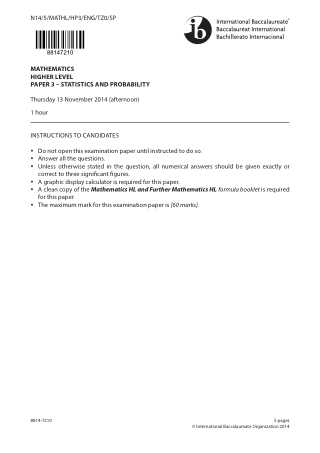 N14/5/MATHL/HP3/ENG/TZ0/SP
International Baccalaureate®
Baccalauréat International
Bachillerato Internacional
ib
88147210
MATHEMATICS
HIGHER LEVEL
PAPER 3 – STATISTICS AND PROBABILITY
Thursday 13 November 2014 (afternoon)
1 hour
INSTRUCTIONS TO CANDIDATES
• Do not open this examination paper until instructed to do so.
• Answer all the questions.
• Unless otherwise stated in the question, all numerical answers should be given exactly or
correct to three significant figures.
• A graphic display calculator is required for this paper.
• A clean copy of the Mathematics HL and Further Mathematics HL formula booklet is required
for this paper.
• The maximum mark for this examination paper is [60 marks].
8814-7210
5 pages
© International Baccalaureate Organization 2014